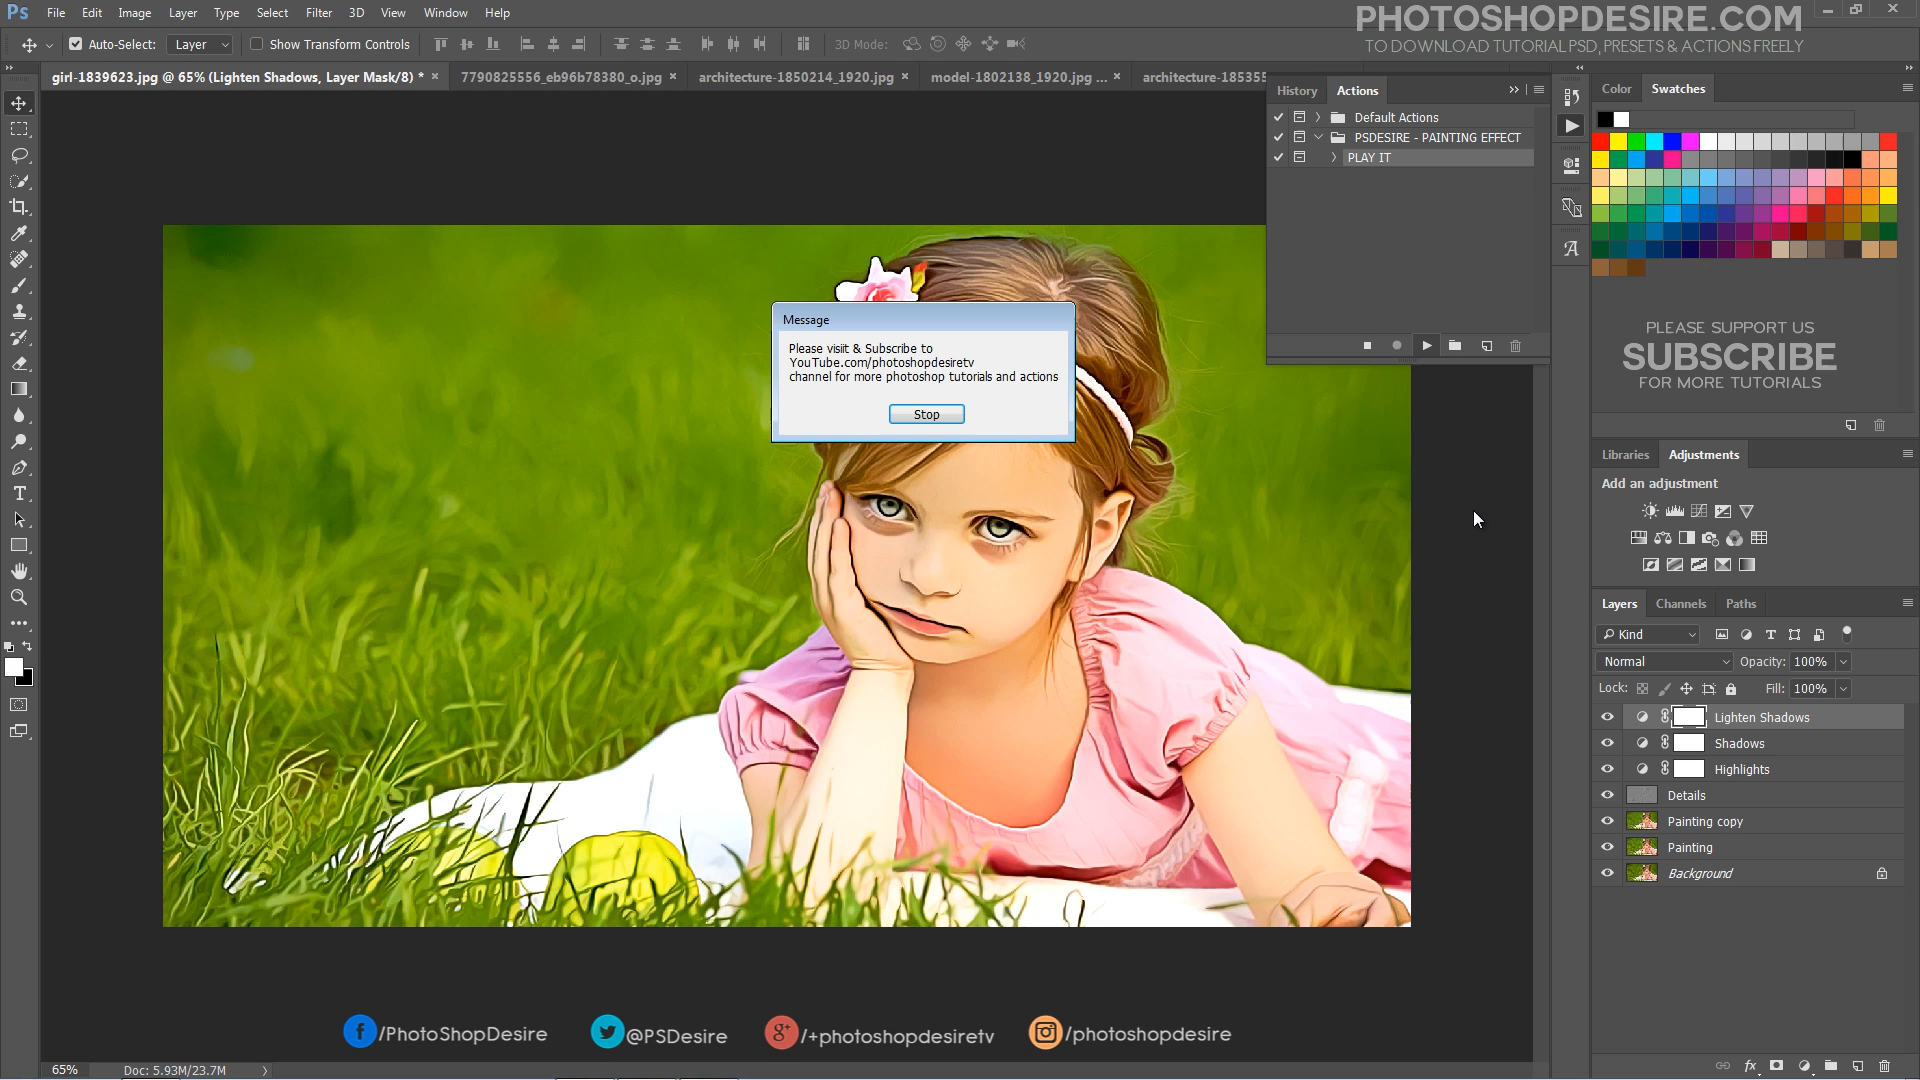 Ps File Edit Image Layer Type Select Filter 3D View Window Help
PHOTOSHOPDESIRE.COM
TO DOWNLOAD TUTORIAL PSD, PRESETS & ACTIONS FREELY
Auto-Select: Layer Show Transform Controls 3D Mode:
girl-1839623.jpg @ 65% (Lighten Shadows, Layer Mask/8) * × 7790825556_eb96b78380_o.jpg × architecture-1850214_1920.jpg × model-1802138_1920.jpg ... × architecture-185355
History Actions
Default Actions
PSDESIRE - PAINTING EFFECT
PLAY IT
Color Swatches
Message
Please visiit & Subscribe to
YouTube.com/photoshopdesiretv
channel for more photoshop tutorials and actions
Stop
PLEASE SUPPORT US
SUBSCRIBE
FOR MORE TUTORIALS
Libraries Adjustments
Add an adjustment
Layers Channels Paths
Kind
Normal Opacity: 100%
Lock: Fill: 100%
Lighten Shadows
Shadows
Highlights
Details
Painting copy
Painting
Background
/PhotoShopDesire @PSDesire /+photoshopdesiretv /photoshopdesire
65% Doc: 5.93M/23.7M
fx